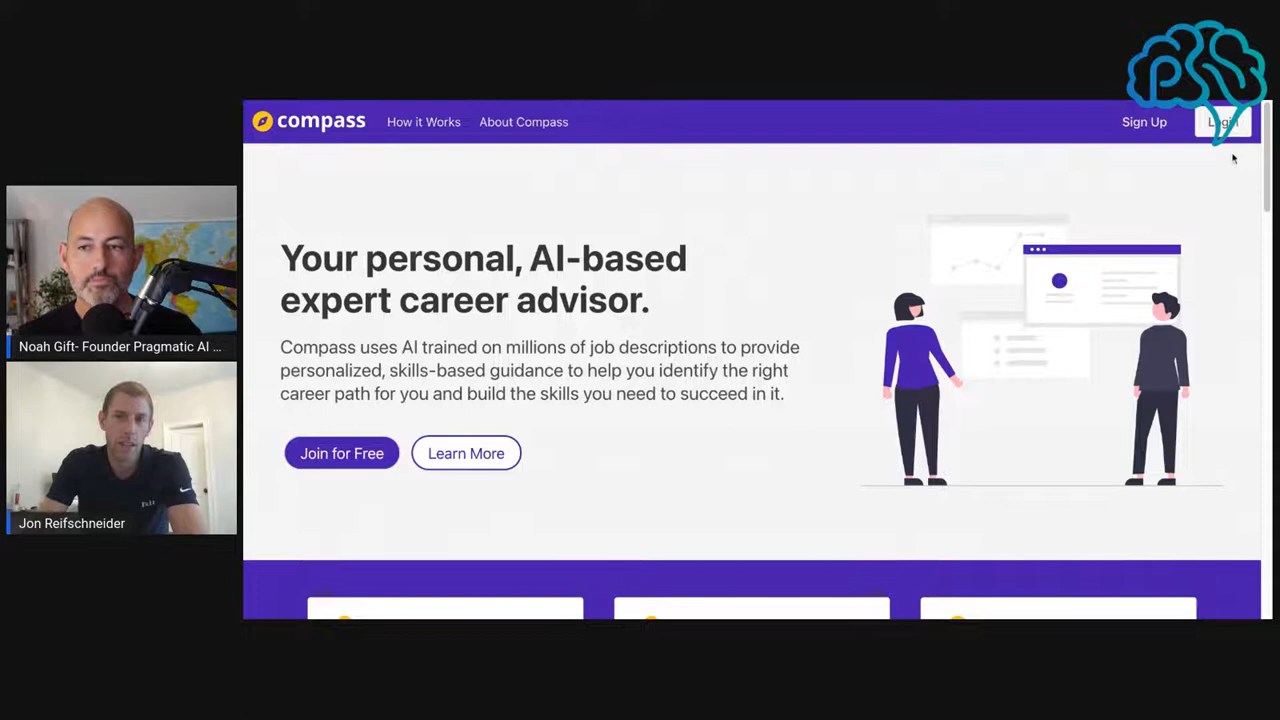 compass
How it Works
About Compass
Sign Up
Login
Your personal, AI-based
expert career advisor.
Compass uses AI trained on millions of job descriptions to provide
personalized, skills-based guidance to help you identify the right
career path for you and build the skills you need to succeed in it.
Join for Free
Learn More
Noah Gift- Founder Pragmatic AI ...
Jon Reifschneider